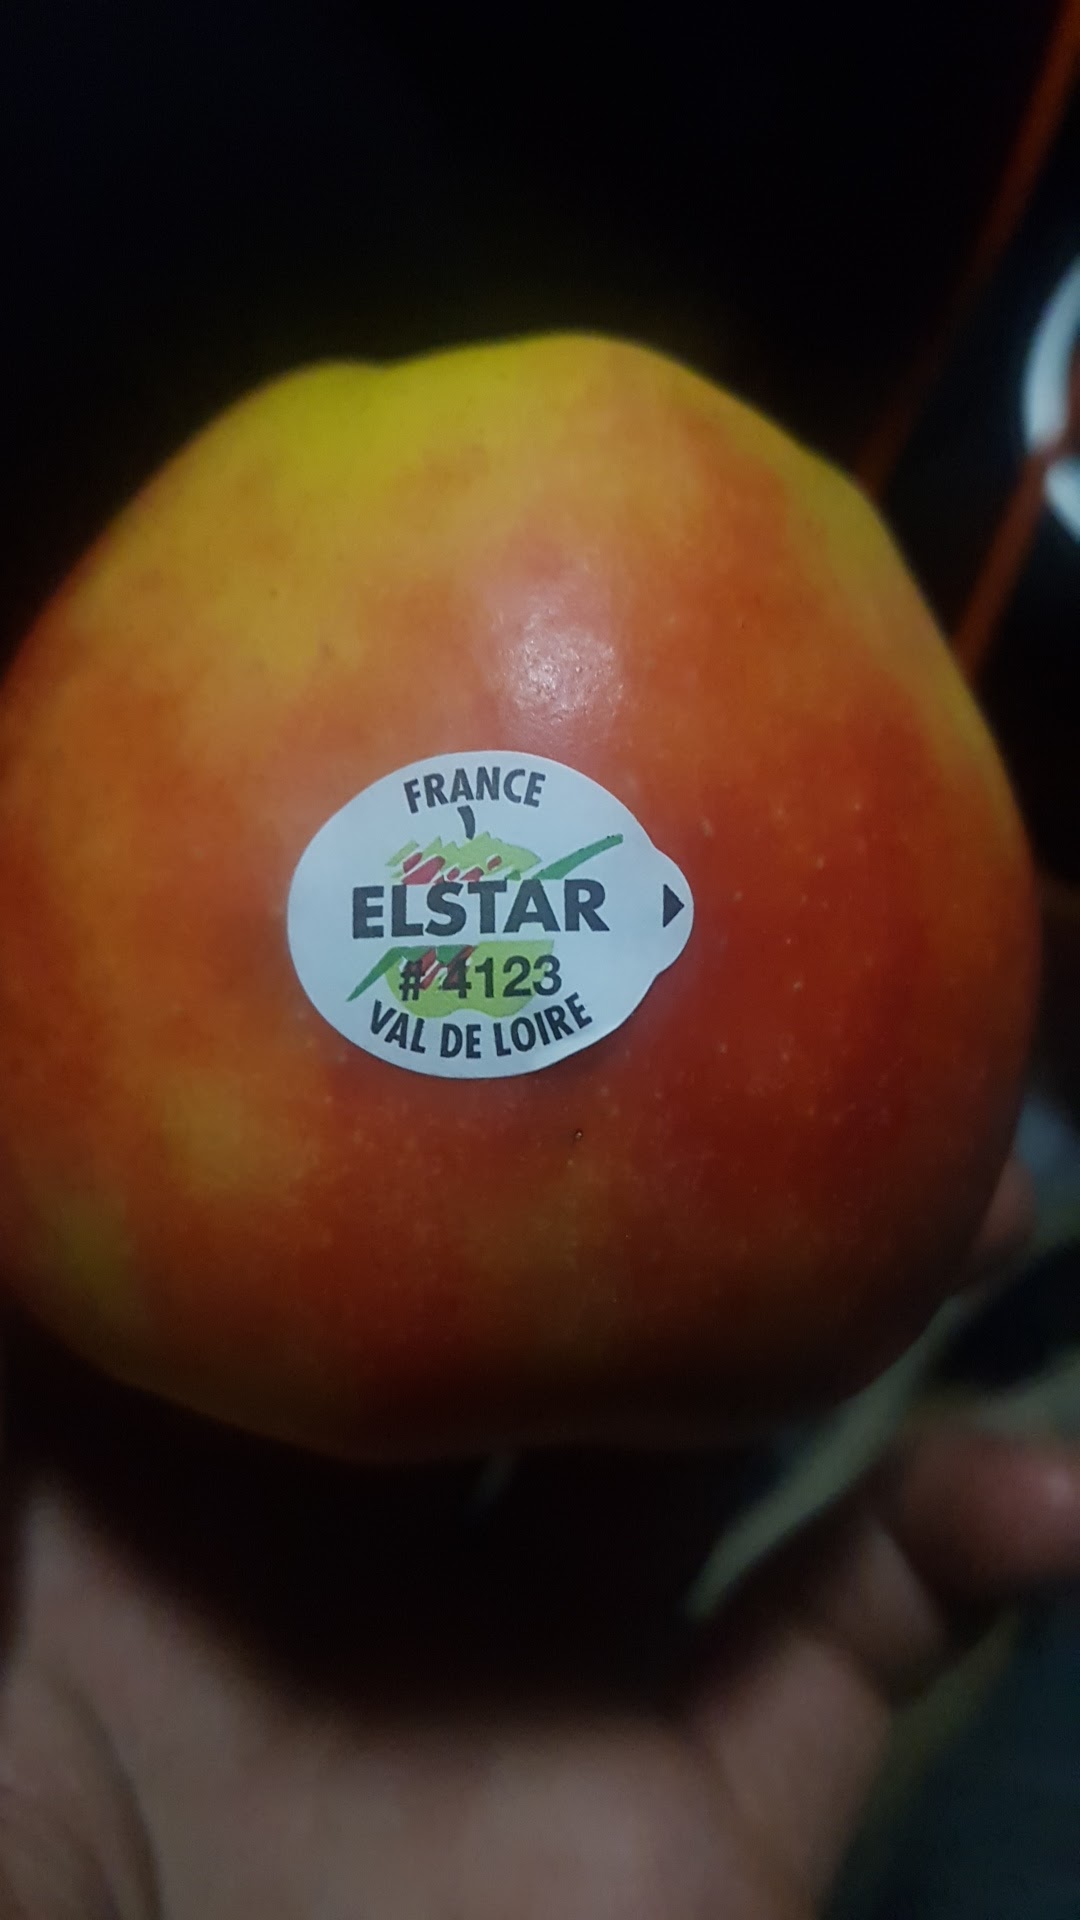 FRANCE
ELSTAR
# 4123
VAL DE LOIRE